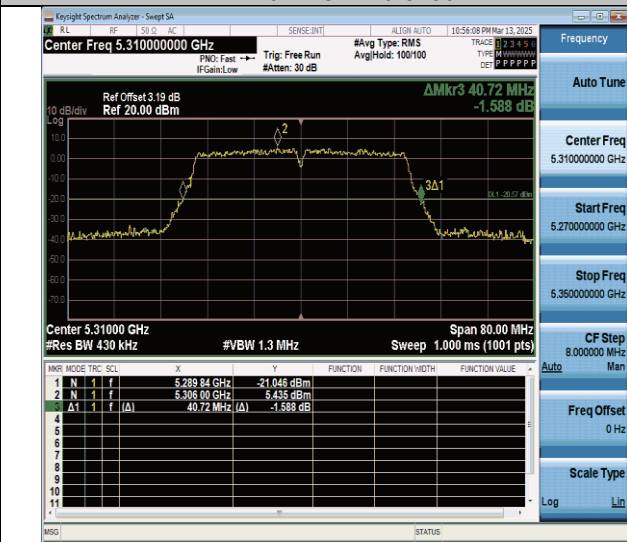 Keysight Spectrum Analyzer - Swept SA
RL RF 50 Ω AC SENSE:INT ALIGN AUTO 10:56:08 PM Mar 13, 2025
Center Freq 5.310000000 GHz
PNO: Fast
IFGain:Low
Trig: Free Run
#Atten: 30 dB
#Avg Type: RMS
Avg|Hold: 100/100
TRACE 1 2 3 4 5 6
TYPE M WWWWW
DET P P P P P P
Frequency
Auto Tune
Center Freq
5.310000000 GHz
Start Freq
5.270000000 GHz
Stop Freq
5.350000000 GHz
CF Step
8.000000 MHz
Auto Man
Freq Offset
0 Hz
Scale Type
Log Lin
10 dB/div
Log
Ref Offset 3.19 dB
Ref 20.00 dBm
ΔMkr3 40.72 MHz
-1.588 dB
10.0
0.00
-10.0
-20.0
-30.0
-40.0
-50.0
-60.0
-70.0
1
2
3Δ1
DL1 -20.57 dBm
Center 5.31000 GHz Span 80.00 MHz
#Res BW 430 kHz #VBW 1.3 MHz Sweep 1.000 ms (1001 pts)
MKR MODE TRC SCL X Y FUNCTION FUNCTION WIDTH FUNCTION VALUE
1 N 1 f 5.289 84 GHz -21.046 dBm
2 N 1 f 5.306 00 GHz 5.435 dBm
3 Δ1 1 f (Δ) 40.72 MHz (Δ) -1.588 dB
4
5
6
7
8
9
10
11
MSG STATUS